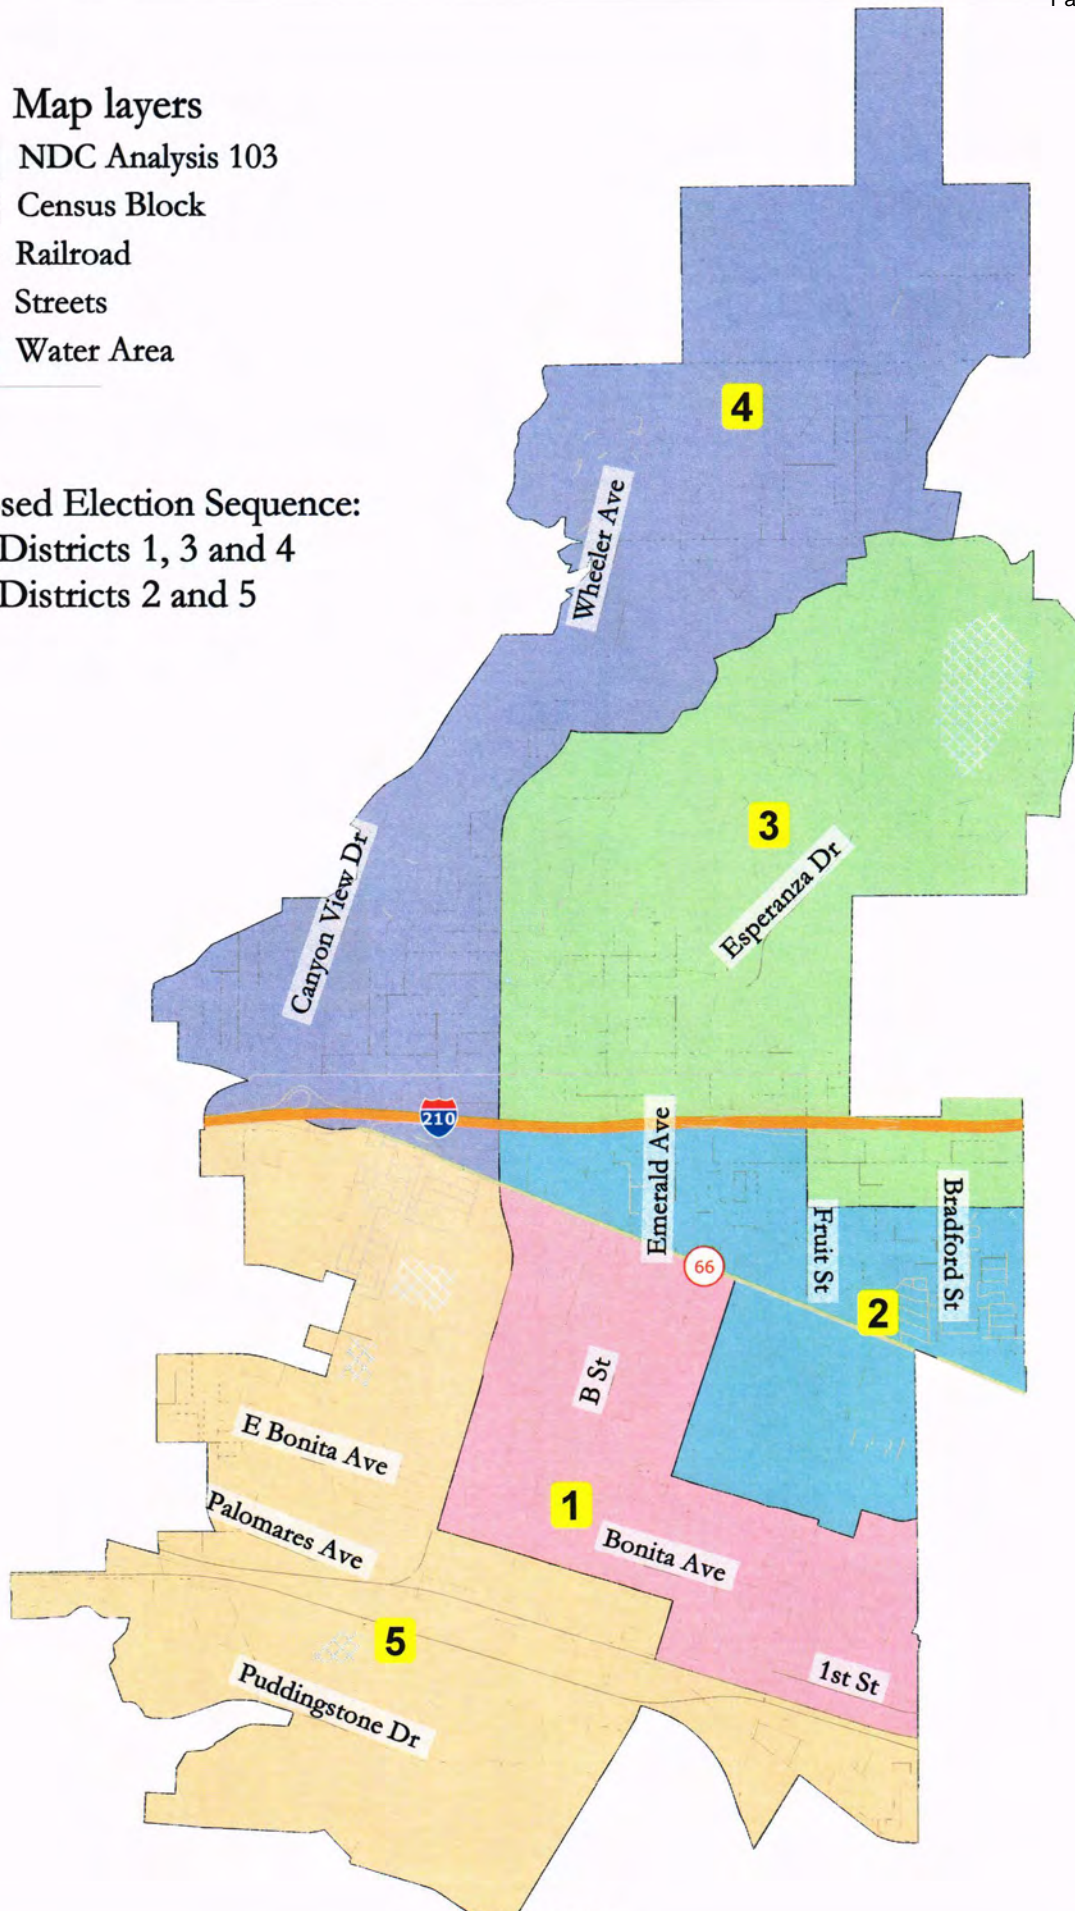 Map layers
NDC Analysis 103
Census Block
Railroad
Streets
Water Area
4
sed Election Sequence:
Districts 1, 3 and 4
Districts 2 and 5
Wheeler Ave
3
Esperanza Dr
Canyon View Dr
210
Emerald Ave
Bradford St
Fruit St
66
2
B St
E Bonita Ave
1
Palomares Ave
Bonita Ave
5
1st St
Puddingstone Dr